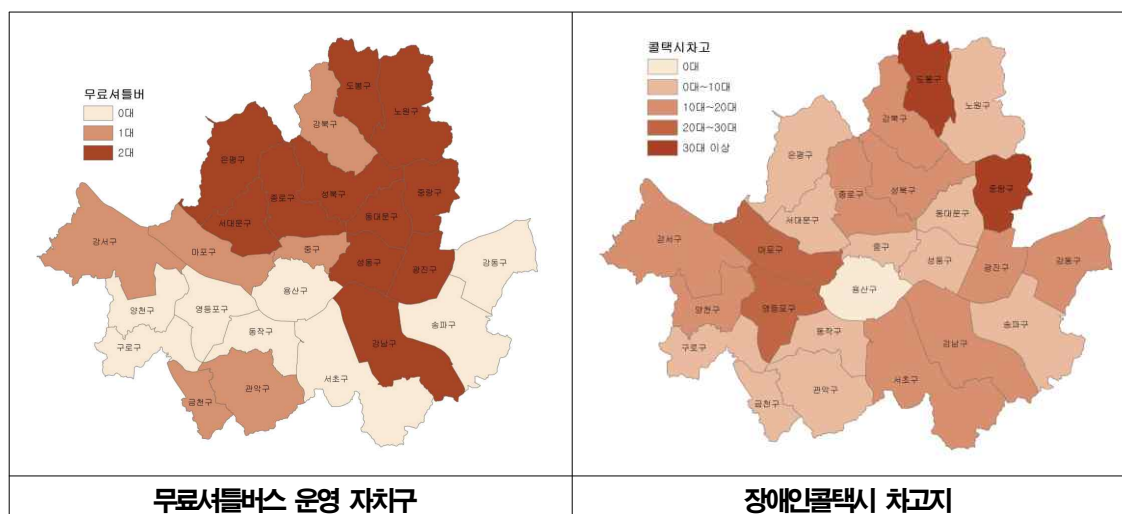 무료셔틀버
0대
1대
2대
도봉구
노원구
강북구
은평구
종로구
성북구
중랑구
동대문구
서대문구
강서구
마포구
중구
성동구
광진구
강동구
용산구
양천구
영등포구
송파구
동작구
강남구
구로구
서초구
관악구
금천구
무료셔틀버스 운영 자치구
콜택시차고
0대
0대~10대
10대~20대
20대~30대
30대 이상
도봉구
노원구
강북구
은평구
중랑구
종로구
성북구
동대문구
서대문구
강서구
마포구
중구
성동구
광진구
강동구
용산구
양천구
영등포구
송파구
동작구
강남구
구로구
서초구
관악구
금천구
장애인콜택시 차고지